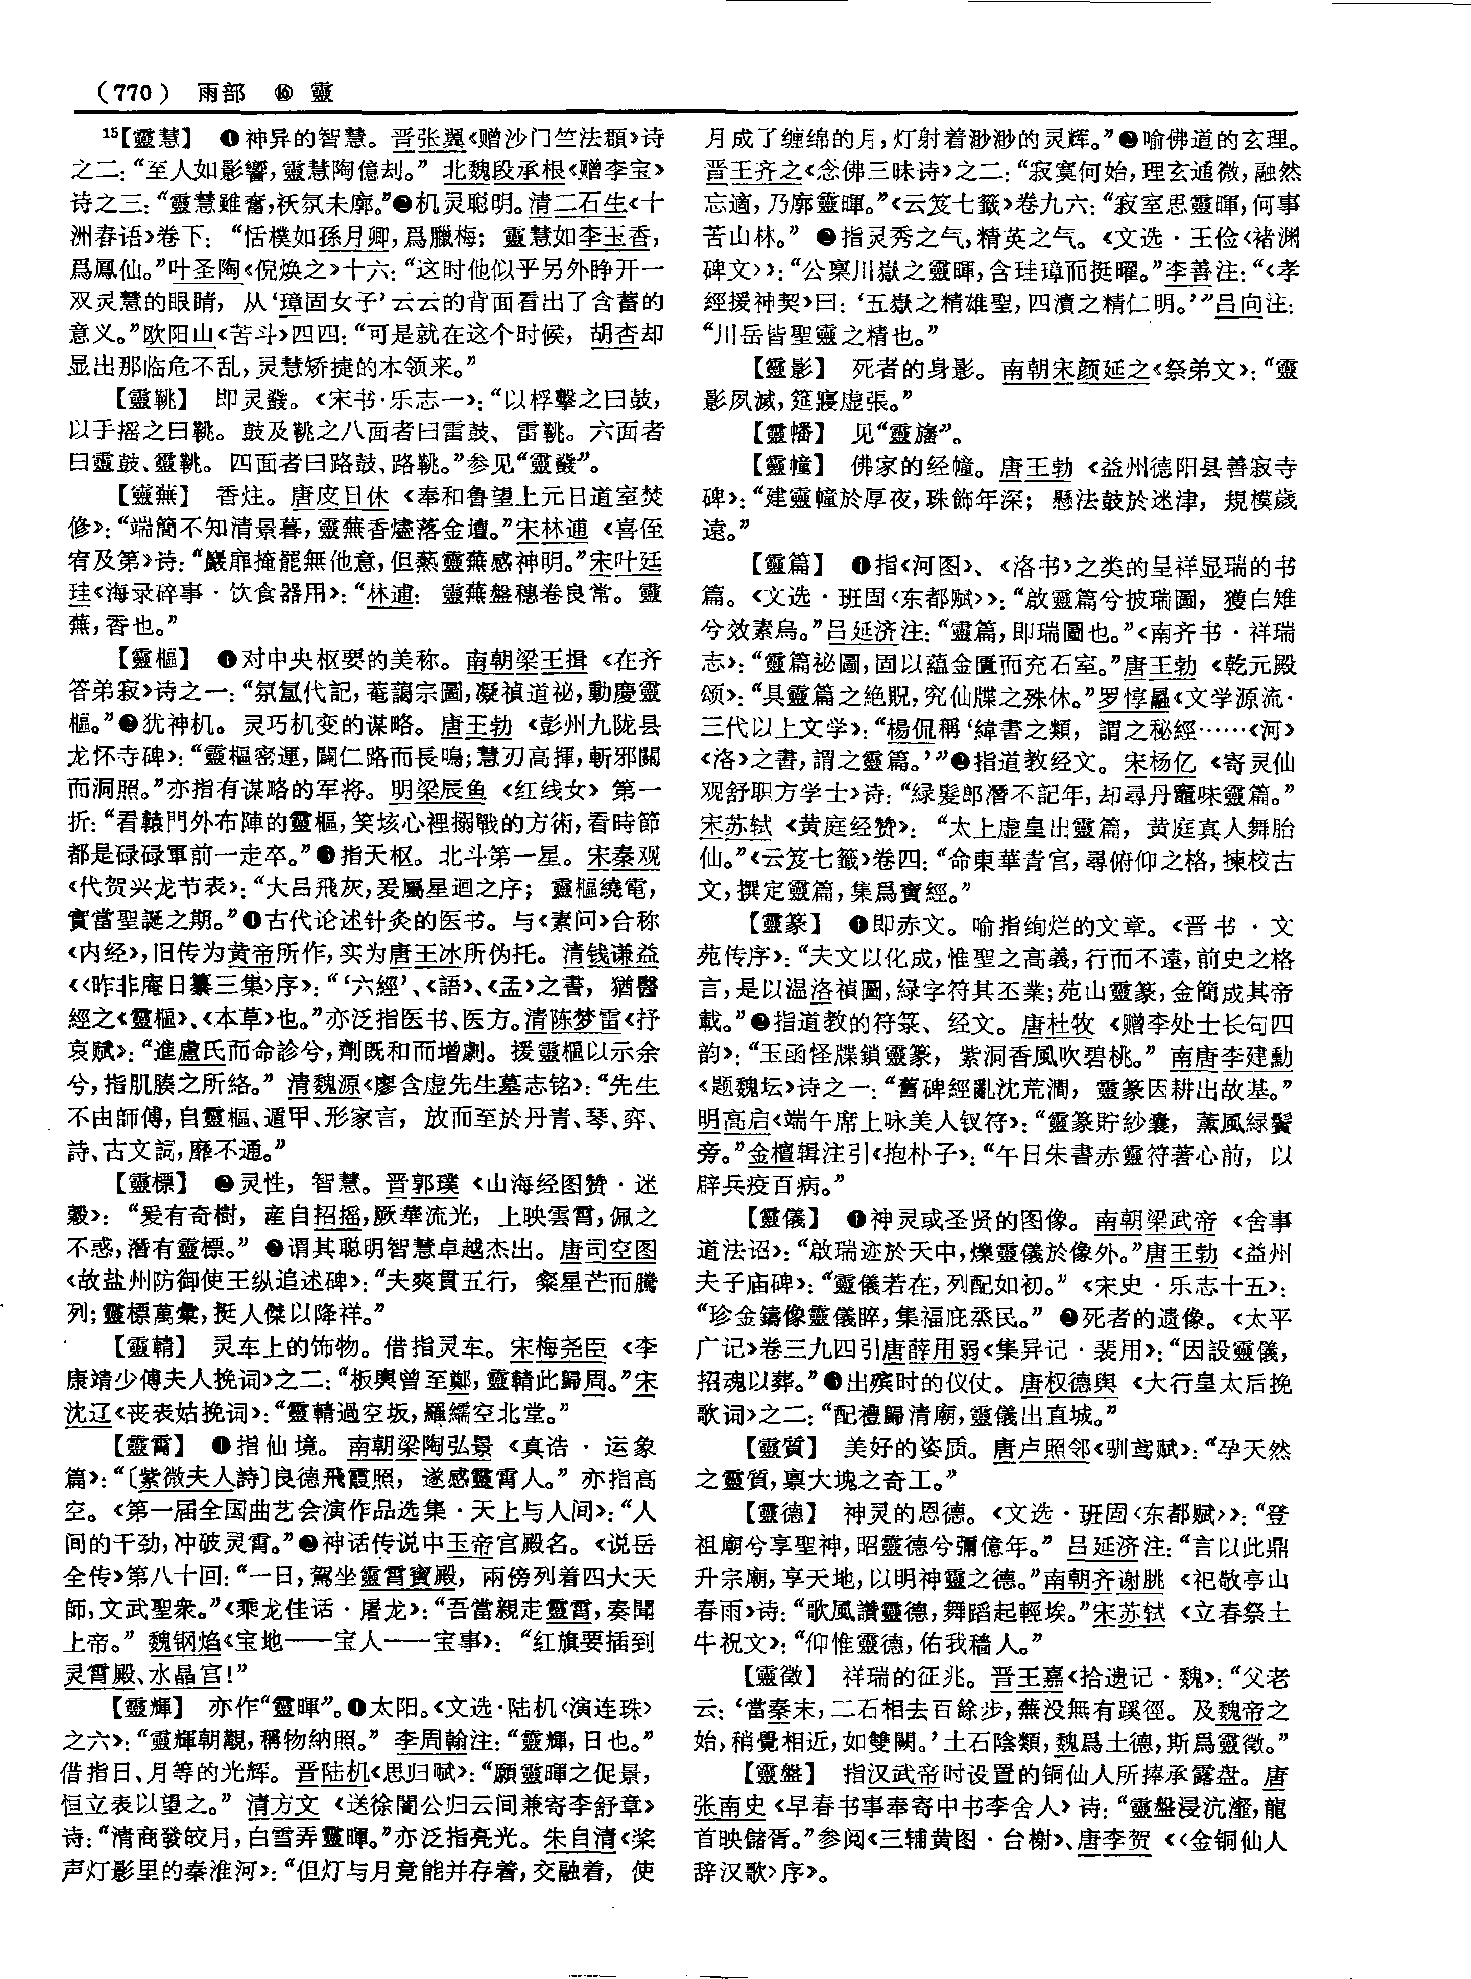 （770） 雨部 ⑯ 靈
15【靈慧】 ❶神异的智慧。晋张翼《赠沙门竺法頵》诗
之二：“至人如影響，靈慧陶億刦。” 北魏段承根《赠李宝》
诗之三：“靈慧雖奮，祆氛未廓。”❷机灵聪明。清二石生《十
洲春语》卷下：“恬樸如孫月卿，爲臘梅；靈慧如李玉香，
爲鳳仙。”叶圣陶《倪焕之》十六：“这时他似乎另外睁开一
双灵慧的眼睛，从‘璋固女子’云云的背面看出了含蓄的
意义。”欧阳山《苦斗》四四：“可是就在这个时候，胡杏却
显出那临危不乱，灵慧矫捷的本领来。”
【靈鞉】 即灵鼗。《宋书·乐志一》：“以桴擊之曰鼓，
以手摇之曰鞉。鼓及鞉之八面者曰雷鼓、雷鞉。六面者
曰靈鼓、靈鞉。四面者曰路鼓、路鞉。”参见“靈鼗”。
【靈蕪】 香炷。唐皮日休《奉和鲁望上元日道室焚
修》：“端簡不知清景暮，靈蕪香燼落金壇。”宋林逋《喜侄
宥及第》诗：“巖扉掩罷無他意，但爇靈蕪感神明。”宋叶廷
珪《海录碎事·饮食器用》：“林逋：靈蕪盤穗卷良常。靈
蕪，香也。”
【靈樞】 ❶对中央枢要的美称。南朝梁王揖《在齐
答弟寂》诗之一：“氛氲代記，菴藹宗圖，凝禎道祕，動慶靈
樞。”❷犹神机。灵巧机变的谋略。唐王勃《彭州九陇县
龙怀寺碑》：“靈樞密運，闢仁路而長鳴；慧刃高揮，斬邪關
而洞照。”亦指有谋略的军将。明梁辰鱼《红线女》第一
折：“看轅門外布陣的靈樞，笑垓心裡搦戰的方術，看時節
都是碌碌軍前一走卒。”❸指天枢。北斗第一星。宋秦观
《代贺兴龙节表》：“大吕飛灰，爰屬星迴之序；靈樞繞電，
實當聖誕之期。”❹古代论述针灸的医书。与《素问》合称
《内经》，旧传为黄帝所作，实为唐王冰所伪托。清钱谦益
《〈昨非庵日纂三集〉序》：“‘六經’、《語》、《孟》之書，猶醫
經之《靈樞》、《本草》也。”亦泛指医书、医方。清陈梦雷《抒
哀赋》：“進盧氏而命診兮，劑既和而增劇。援靈樞以示余
兮，指肌膜之所絡。” 清魏源《廖含虚先生墓志铭》：“先生
不由師傅，自靈樞、遁甲、形家言，放而至於丹青、琴、弈、
詩、古文詞，靡不通。”
【靈標】 ❷灵性，智慧。晋郭璞《山海经图赞·迷
榖》：“爰有奇樹，産自招摇，厥華流光，上映雲霄，佩之
不惑，潛有靈標。” ❷谓其聪明智慧卓越杰出。唐司空图
《故盐州防御使王纵追述碑》：“夫爽貫五行，粲星芒而騰
列；靈標萬彙，挺人傑以降祥。”
【靈輤】 灵车上的饰物。借指灵车。宋梅尧臣《李
康靖少傅夫人挽词》之二：“板輿曾至鄭，靈輤此歸周。”宋
沈辽《丧表姑挽词》：“靈輤過空坂，羅繻空北堂。”
【靈霄】 ❶指仙境。南朝梁陶弘景《真诰·运象
篇》：“〔紫微夫人詩〕良德飛霞照，遂感靈霄人。” 亦指高
空。《第一届全国曲艺会演作品选集·天上与人间》：“人
间的干劲，冲破灵霄。”❷神话传说中玉帝宫殿名。《说岳
全传》第八十回：“一日，駕坐靈霄寳殿，兩傍列着四大天
師，文武聖衆。”《乘龙佳话·屠龙》：“吾當親走靈霄，奏聞
上帝。” 魏钢焰《宝地——宝人——宝事》：“红旗要插到
灵霄殿、水晶宫！”
【靈輝】 亦作“靈暉”。❶太阳。《文选·陆机〈演连珠〉
之六》：“靈輝朝覯，稱物納照。” 李周翰注：“靈輝，日也。”
借指日、月等的光辉。晋陆机《思归赋》：“願靈暉之促景，
恒立表以望之。” 清方文《送徐闇公归云间兼寄李舒章》
诗：“清商發皎月，白雪弄靈暉。”亦泛指亮光。朱自清《桨
声灯影里的秦淮河》：“但灯与月竟能并存着，交融着，使
月成了缠绵的月，灯射着渺渺的灵辉。”❷喻佛道的玄理。
晋王齐之《念佛三昧诗》之二：“寂寞何始，理玄通微，融然
忘適，乃廓靈暉。”《云笈七籤》卷九六：“寂室思靈暉，何事
苦山林。” ❸指灵秀之气，精英之气。《文选·王俭〈褚渊
碑文〉》：“公稟川嶽之靈暉，含珪璋而挺曜。”李善注：“《孝
經援神契》曰：‘五嶽之精雄聖，四瀆之精仁明。’”吕向注：
“川岳皆聖靈之精也。”
【靈影】 死者的身影。南朝宋颜延之《祭弟文》：“靈
影夙滅，筵寢虚張。”
【靈幡】 见“靈旛”。
【靈幢】 佛家的经幢。唐王勃《益州德阳县善寂寺
碑》：“建靈幢於厚夜，珠飾年深；懸法鼓於迷津，規模歲
遠。”
【靈篇】 ❶指《河图》、《洛书》之类的呈祥显瑞的书
篇。《文选·班固〈东都赋〉》：“啟靈篇兮披瑞圖，獲白雉
兮效素烏。”吕延济注：“靈篇，即瑞圖也。”《南齐书·祥瑞
志》：“靈篇祕圖，固以藴金匱而充石室。”唐王勃《乾元殿
颂》：“具靈篇之絶貺，究仙牒之殊休。”罗惇曧《文学源流·
三代以上文学》：“楊侃稱‘緯書之類，謂之秘經……《河》
《洛》之書，謂之靈篇。’”❷指道教经文。宋杨亿《寄灵仙
观舒职方学士》诗：“緑髮郎潛不記年，却尋丹竈味靈篇。”
宋苏轼《黄庭经赞》：“太上虚皇出靈篇，黄庭真人舞胎
仙。”《云笈七籤》卷四：“命東華青宫，尋俯仰之格，揀校古
文，撰定靈篇，集爲寳經。”
【靈篆】 ❶即赤文。喻指绚烂的文章。《晋书·文
苑传序》：“夫文以化成，惟聖之高義，行而不遠，前史之格
言，是以温洛禎圖，緑字符其丕業；苑山靈篆，金簡成其帝
載。”❷指道教的符箓、经文。唐杜牧《赠李处士长句四
韵》：“玉函怪牒鎖靈篆，紫洞香風吹碧桃。” 南唐李建勳
《题魏坛》诗之一：“舊碑經亂沈荒澗，靈篆因耕出故基。”
明高启《端午席上咏美人钗符》：“靈篆貯紗囊，薰風緑鬢
旁。”金檀辑注引《抱朴子》：“午日朱書赤靈符著心前，以
辟兵疫百病。”
【靈儀】 ❶神灵或圣贤的图像。南朝梁武帝《舍事
道法诏》：“啟瑞迹於天中，爍靈儀於像外。”唐王勃《益州
夫子庙碑》：“靈儀若在，列配如初。” 《宋史·乐志十五》：
“珍金鑄像靈儀睟，集福庇烝民。” ❷死者的遗像。《太平
广记》卷三九四引唐薛用弱《集异记·裴用》：“因設靈儀，
招魂以葬。”❸出殡时的仪仗。唐权德舆《大行皇太后挽
歌词》之二：“配禮歸清廟，靈儀出直城。”
【靈質】 美好的姿质。唐卢照邻《驯鸢赋》：“孕天然
之靈質，稟大塊之奇工。”
【靈德】 神灵的恩德。《文选·班固〈东都赋〉》：“登
祖廟兮享聖神，昭靈德兮彌億年。” 吕延济注：“言以此鼎
升宗廟，享天地，以明神靈之德。”南朝齐谢朓《祀敬亭山
春雨》诗：“歌風讚靈德，舞蹈起輕埃。”宋苏轼《立春祭土
牛祝文》：“仰惟靈德，佑我穡人。”
【靈徵】 祥瑞的征兆。晋王嘉《拾遗记·魏》：“父老
云：‘當秦末，二石相去百餘步，蕪没無有蹊徑。及魏帝之
始，稍覺相近，如雙闕。’土石陰類，魏爲土德，斯爲靈徵。”
【靈盤】 指汉武帝时设置的铜仙人所捧承露盘。唐
张南史《早春书事奉寄中书李舍人》诗：“靈盤浸沆瀣，龍
首映儲胥。”参阅《三辅黄图·台榭》、唐李贺《〈金铜仙人
辞汉歌〉序》。